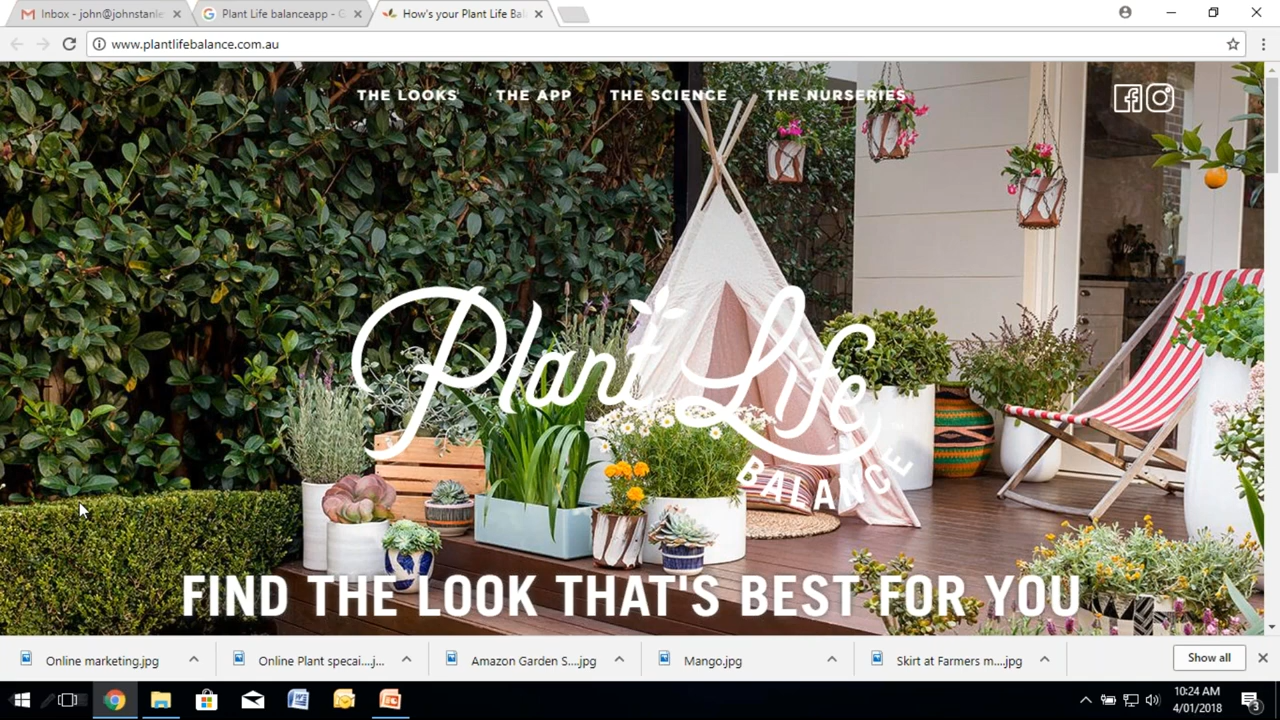 Inbox - john@johnstanle
Plant Life balanceapp - G
How's your Plant Life Bal
www.plantlifebalance.com.au
THE LOOKS THE APP THE SCIENCE THE NURSERIES
Plant Life
BALANCE
FIND THE LOOK THAT'S BEST FOR YOU
Online marketing.jpg Online Plant specai....j... Amazon Garden S....jpg Mango.jpg Skirt at Farmers m....jpg Show all
10:24 AM
4/01/2018
3